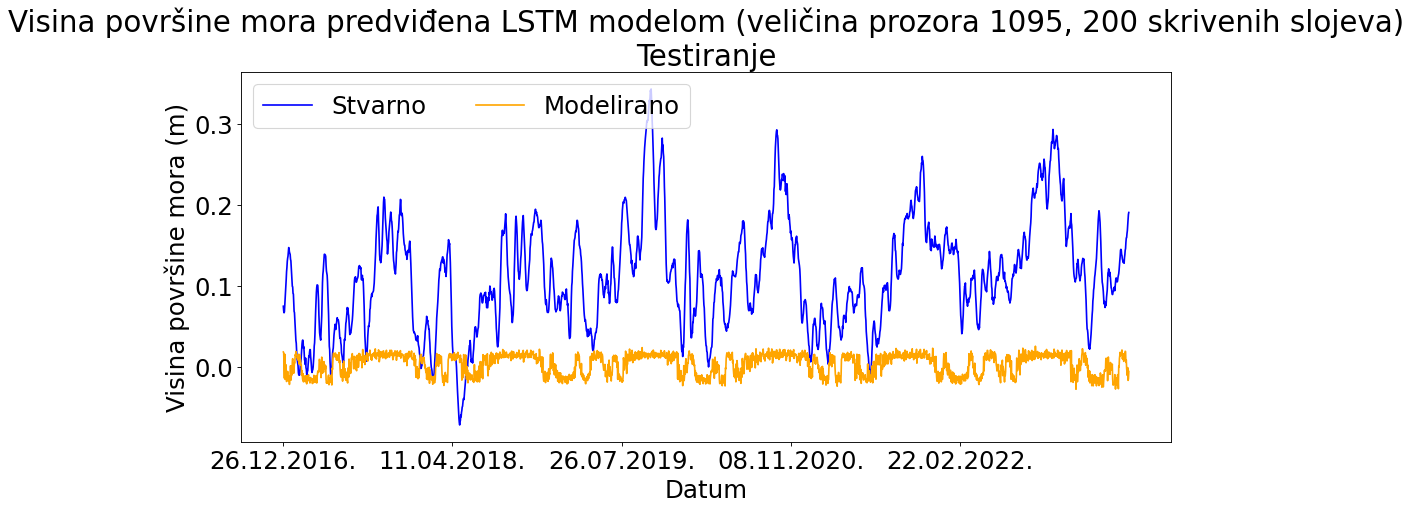 Visina površine mora predviđena LSTM modelom (veličina prozora 1095, 200 skrivenih slojeva)
Testiranje
Stvarno Modelirano
Visina površine mora (m)
0.3
0.2
0.1
0.0
26.12.2016. 11.04.2018. 26.07.2019. 08.11.2020. 22.02.2022.
Datum